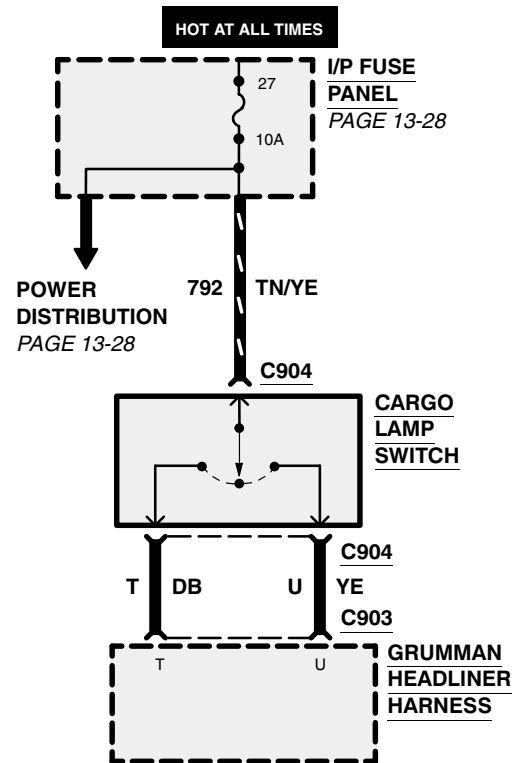 HOT AT ALL TIMES
I/P FUSE
PANEL
PAGE 13-28
27
10A
POWER
DISTRIBUTION
PAGE 13-28
792 TN/YE
C904
CARGO
LAMP
SWITCH
C904
T DB U YE
C903
T U
GRUMMAN
HEADLINER
HARNESS